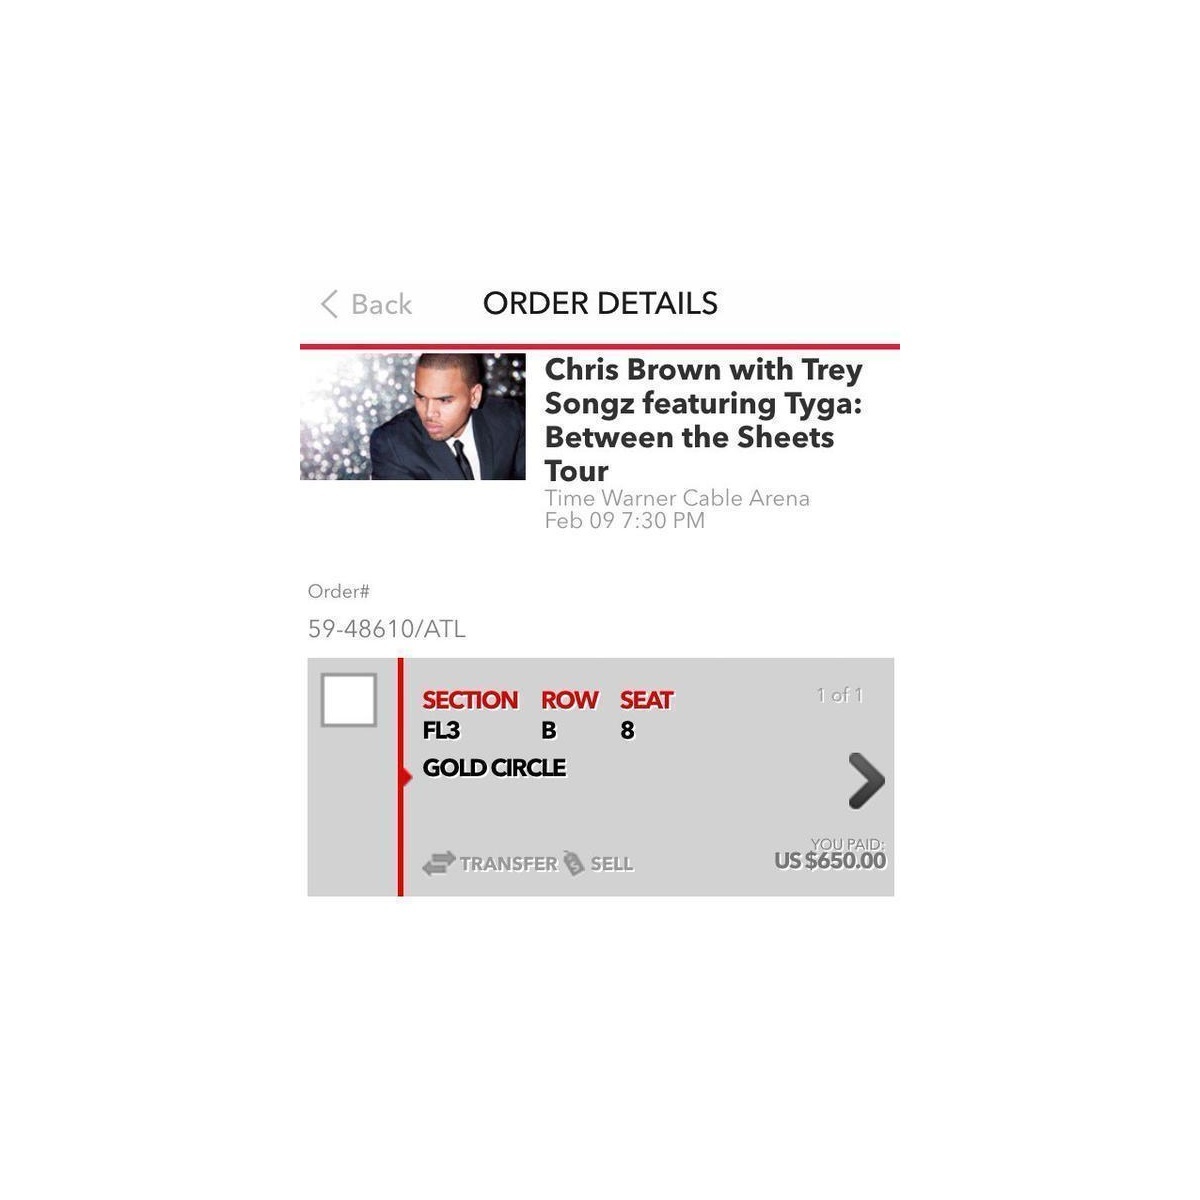 Back
ORDER DETAILS
Chris Brown with Trey
Songz featuring Tyga:
Between the Sheets
Tour
Time Warner Cable Arena
Feb 09 7:30 PM
Order#
59-48610/ATL
SECTION ROW SEAT
1 of 1
FL3 B 8
GOLD CIRCLE
YOU PAID:
TRANSFER SELL
US $650.00